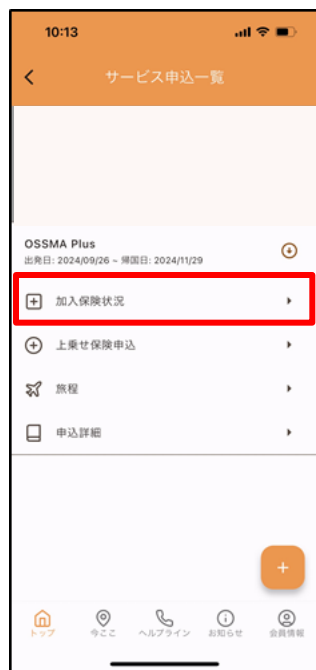 10:13
サービス申込一覧
OSSMA Plus
出発日: 2024/09/26 ~ 帰国日: 2024/11/29
加入保険状況
上乗せ保険申込
旅程
申込詳細
トップ
今ここ
ヘルプライン
お知らせ
会員情報